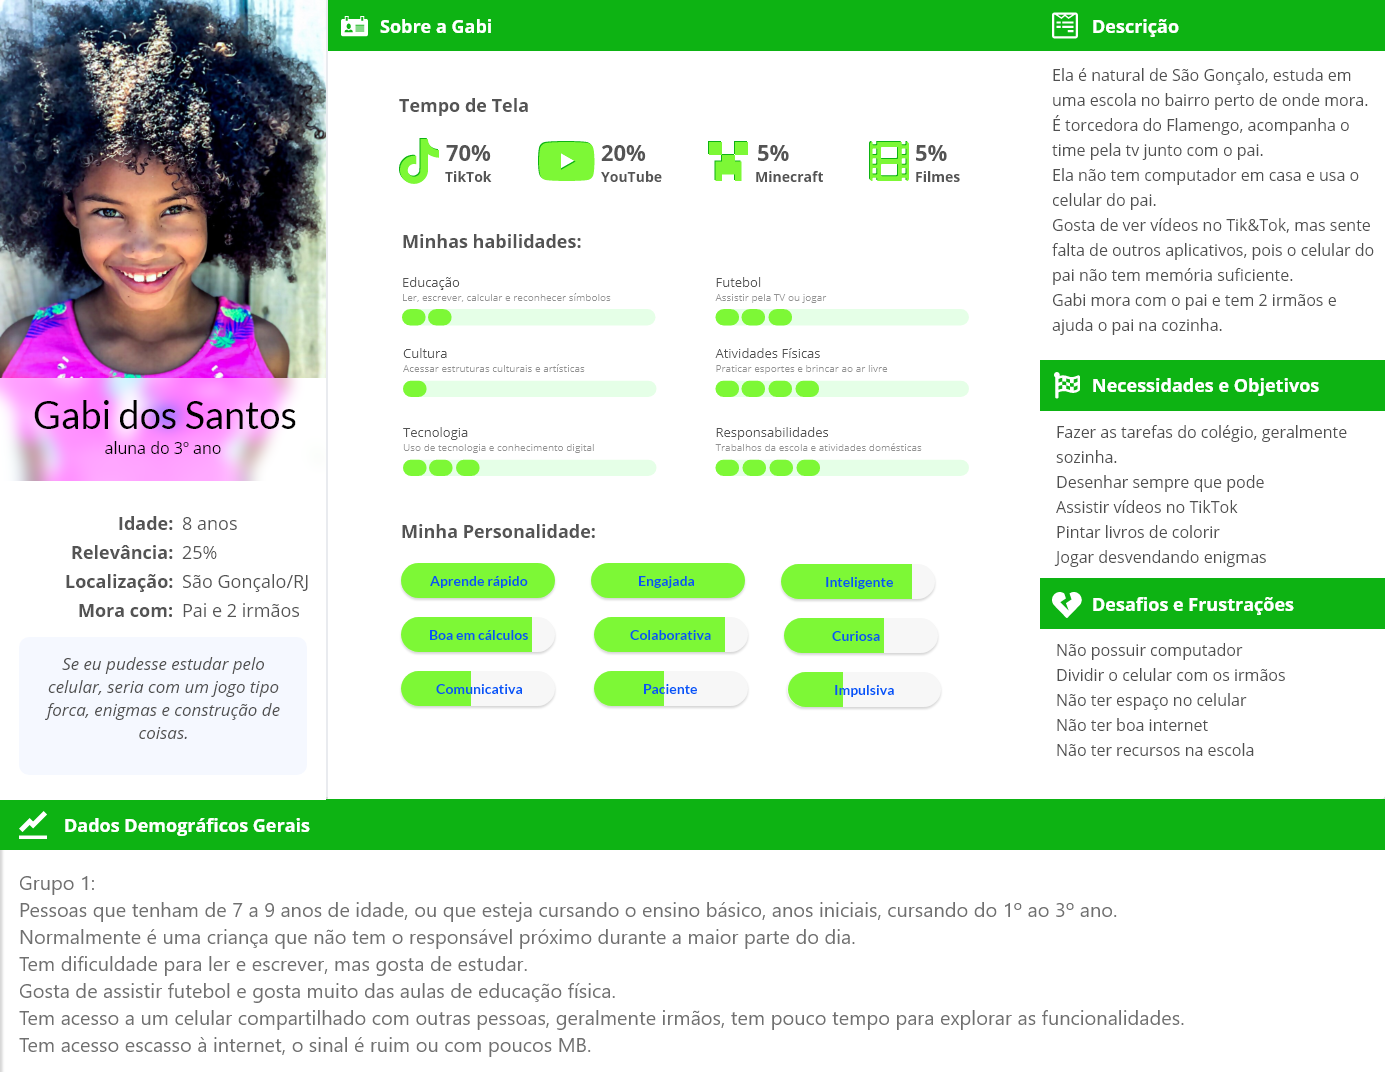 Gabi dos Santos
aluna do 3º ano
Idade: 8 anos
Relevância: 25%
Localização: São Gonçalo/RJ
Mora com: Pai e 2 irmãos
Se eu pudesse estudar pelo
celular, seria com um jogo tipo
forca, enigmas e construção de
coisas.
Sobre a Gabi
Tempo de Tela
70%
TikTok
20%
YouTube
5%
Minecraft
5%
Filmes
Minhas habilidades:
Educação
Ler, escrever, calcular e reconhecer símbolos
Futebol
Assistir pela TV ou jogar
Cultura
Acessar estruturas culturais e artísticas
Atividades Físicas
Praticar esportes e brincar ao ar livre
Tecnologia
Uso de tecnologia e conhecimento digital
Responsabilidades
Trabalhos da escola e atividades domésticas
Minha Personalidade:
Aprende rápido
Engajada
Inteligente
Boa em cálculos
Colaborativa
Curiosa
Comunicativa
Paciente
Impulsiva
Descrição
Ela é natural de São Gonçalo, estuda em
uma escola no bairro perto de onde mora.
É torcedora do Flamengo, acompanha o
time pela tv junto com o pai.
Ela não tem computador em casa e usa o
celular do pai.
Gosta de ver vídeos no Tik&Tok, mas sente
falta de outros aplicativos, pois o celular do
pai não tem memória suficiente.
Gabi mora com o pai e tem 2 irmãos e
ajuda o pai na cozinha.
Necessidades e Objetivos
Fazer as tarefas do colégio, geralmente
sozinha.
Desenhar sempre que pode
Assistir vídeos no TikTok
Pintar livros de colorir
Jogar desvendando enigmas
Desafios e Frustrações
Não possuir computador
Dividir o celular com os irmãos
Não ter espaço no celular
Não ter boa internet
Não ter recursos na escola
Dados Demográficos Gerais
Grupo 1:
Pessoas que tenham de 7 a 9 anos de idade, ou que esteja cursando o ensino básico, anos iniciais, cursando do 1º ao 3º ano.
Normalmente é uma criança que não tem o responsável próximo durante a maior parte do dia.
Tem dificuldade para ler e escrever, mas gosta de estudar.
Gosta de assistir futebol e gosta muito das aulas de educação física.
Tem acesso a um celular compartilhado com outras pessoas, geralmente irmãos, tem pouco tempo para explorar as funcionalidades.
Tem acesso escasso à internet, o sinal é ruim ou com poucos MB.